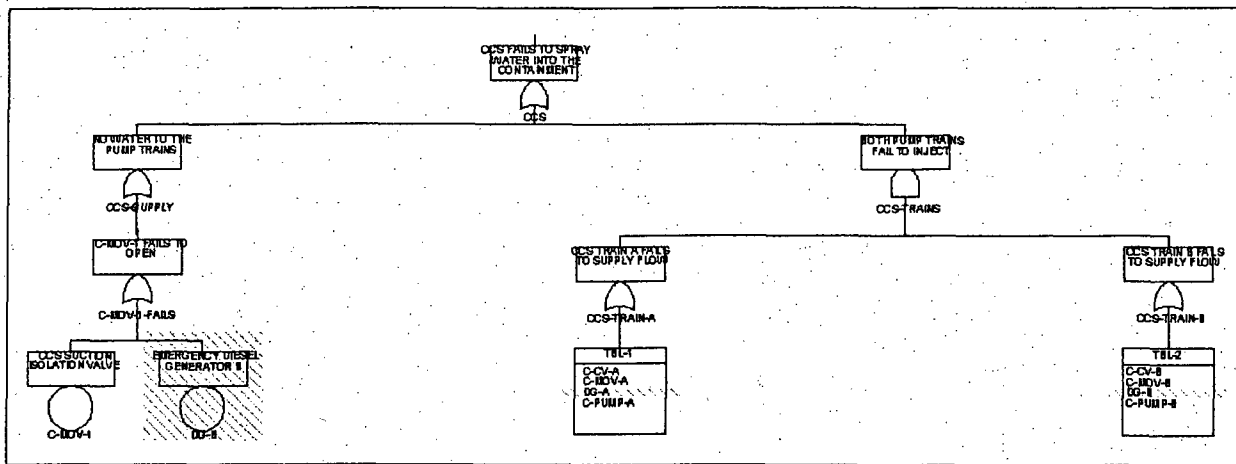 CCS FAILS TO SPRAY
WATER INTO THE
CONTAINMENT
CCS
NO WATER TO THE
PUMP TRAINS
CCS-SUPPLY
BOTH PUMP TRAINS
FAIL TO INJECT
CCS-TRAINS
C-MOV-1 FAILS TO
OPEN
C-MOV-1-FAILS
CCS TRAIN A FAILS
TO SUPPLY FLOW
CCS-TRAIN-A
CCS TRAIN B FAILS
TO SUPPLY FLOW
CCS-TRAIN-B
CCS SUCTION
ISOLATION VALVE
C-MOV-1
EMERGENCY DIESEL
GENERATOR B
DG-B
TBL-1
C-CV-A
C-MOV-A
DG-A
C-PUMP-A
TBL-2
C-CV-B
C-MOV-B
DG-B
C-PUMP-B